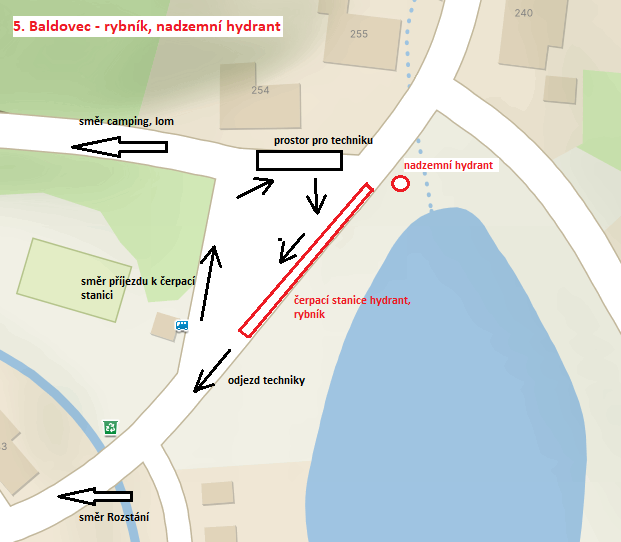 5. Baldovec - rybník, nadzemní hydrant
240
255
254
směr camping, lom
prostor pro techniku
nadzemní hydrant
směr příjezdu k čerpací
stanici
čerpací stanice hydrant,
rybník
odjezd techniky
3
směr Rozstání